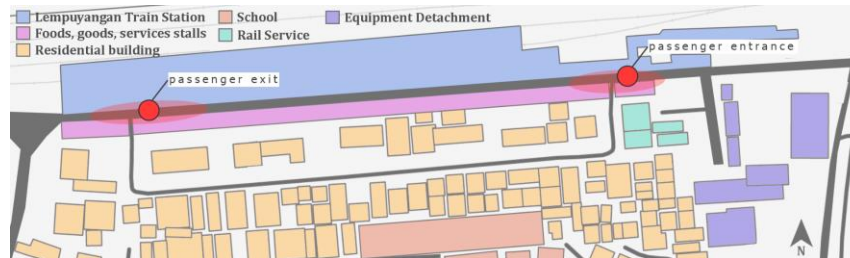 Lempuyangan Train Station
School
Equipment Detachment
Foods, goods, services stalls
Rail Service
Residential building
passenger entrance
passenger exit
N